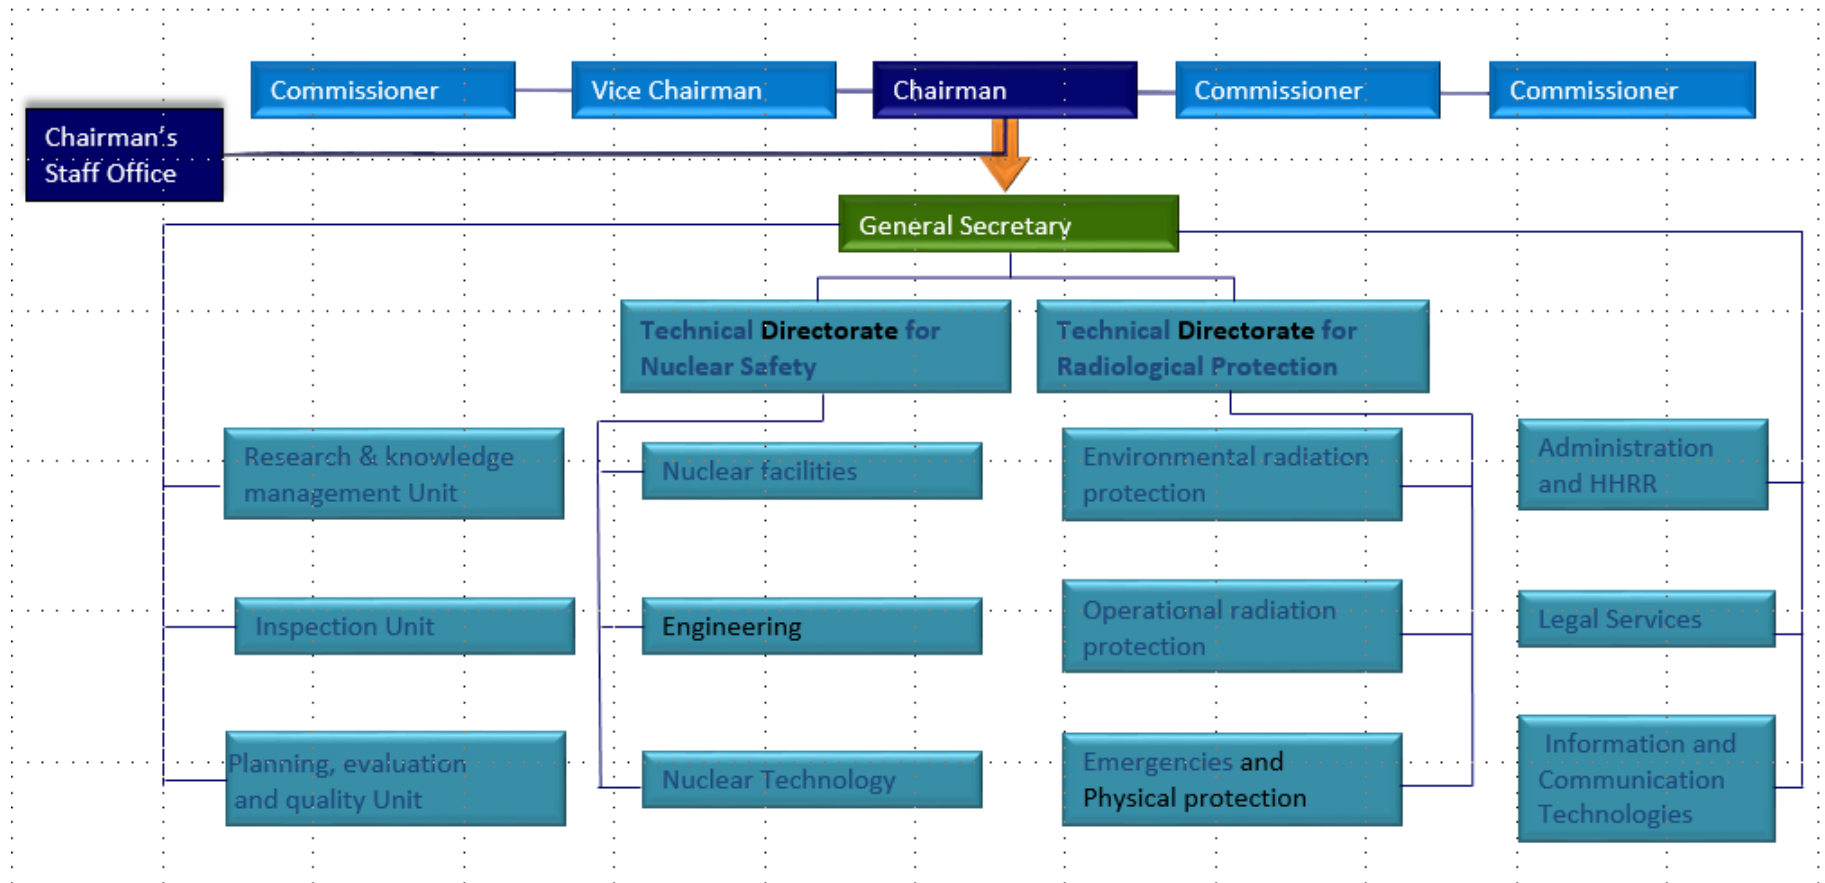 Commissioner
Vice Chairman
Chairman
Commissioner
Commissioner
Chairman's
Staff Office
General Secretary
Technical Directorate for
Nuclear Safety
Technical Directorate for
Radiological Protection
Research & knowledge
management Unit
Nuclear facilities
Environmental radiation
protection
Administration
and HHRR
Inspection Unit
Engineering
Operational radiation
protection
Legal Services
Planning, evaluation
and quality Unit
Nuclear Technology
Emergencies and
Physical protection
Information and
Communication
Technologies